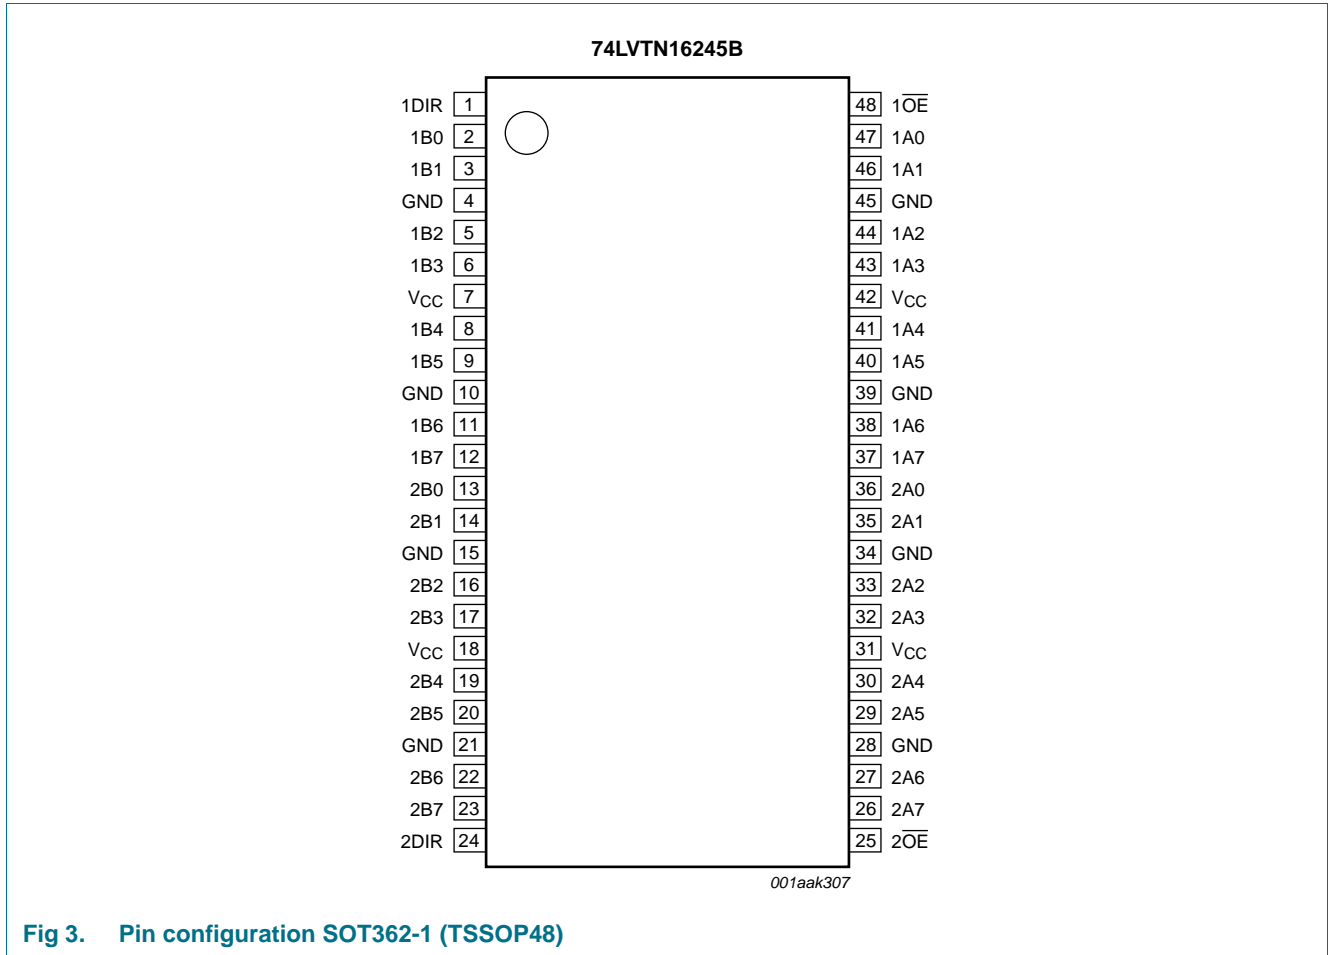 74LVTN16245B
1DIR 1 48 1OE
1B0 2 47 1A0
1B1 3 46 1A1
GND 4 45 GND
1B2 5 44 1A2
1B3 6 43 1A3
VCC 7 42 VCC
1B4 8 41 1A4
1B5 9 40 1A5
GND 10 39 GND
1B6 11 38 1A6
1B7 12 37 1A7
2B0 13 36 2A0
2B1 14 35 2A1
GND 15 34 GND
2B2 16 33 2A2
2B3 17 32 2A3
VCC 18 31 VCC
2B4 19 30 2A4
2B5 20 29 2A5
GND 21 28 GND
2B6 22 27 2A6
2B7 23 26 2A7
2DIR 24 25 2OE
001aak307
Fig 3. Pin configuration SOT362-1 (TSSOP48)